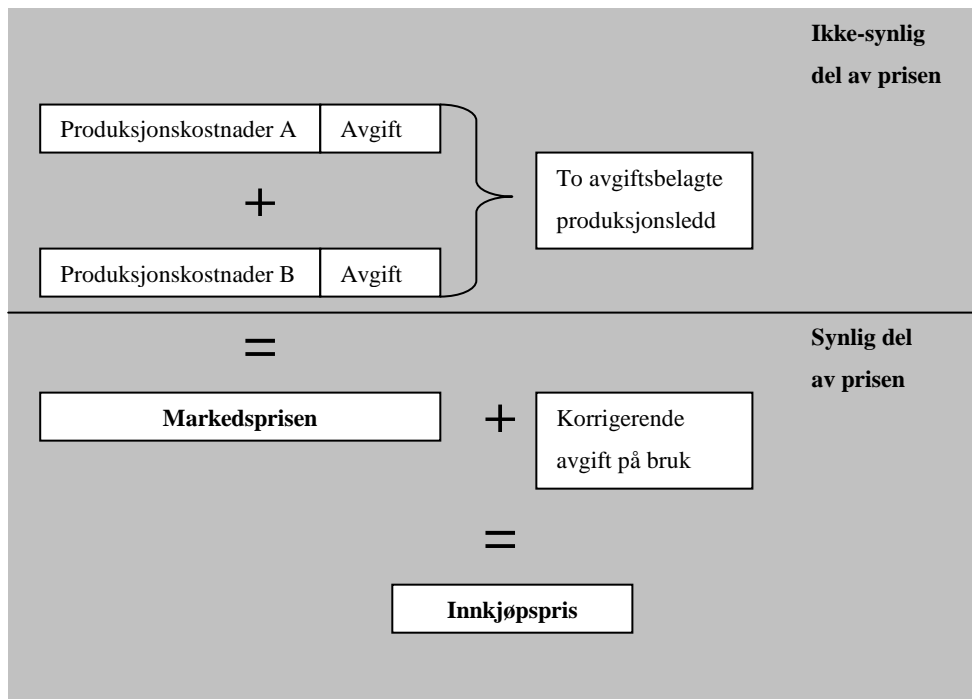 Ikke-synlig
del av prisen
Produksjonskostnader A Avgift
+
To avgiftsbelagte
produksjonsledd
Produksjonskostnader B Avgift
=
Synlig del
av prisen
Markedsprisen
+
Korrigerende
avgift på bruk
=
Innkjøpspris